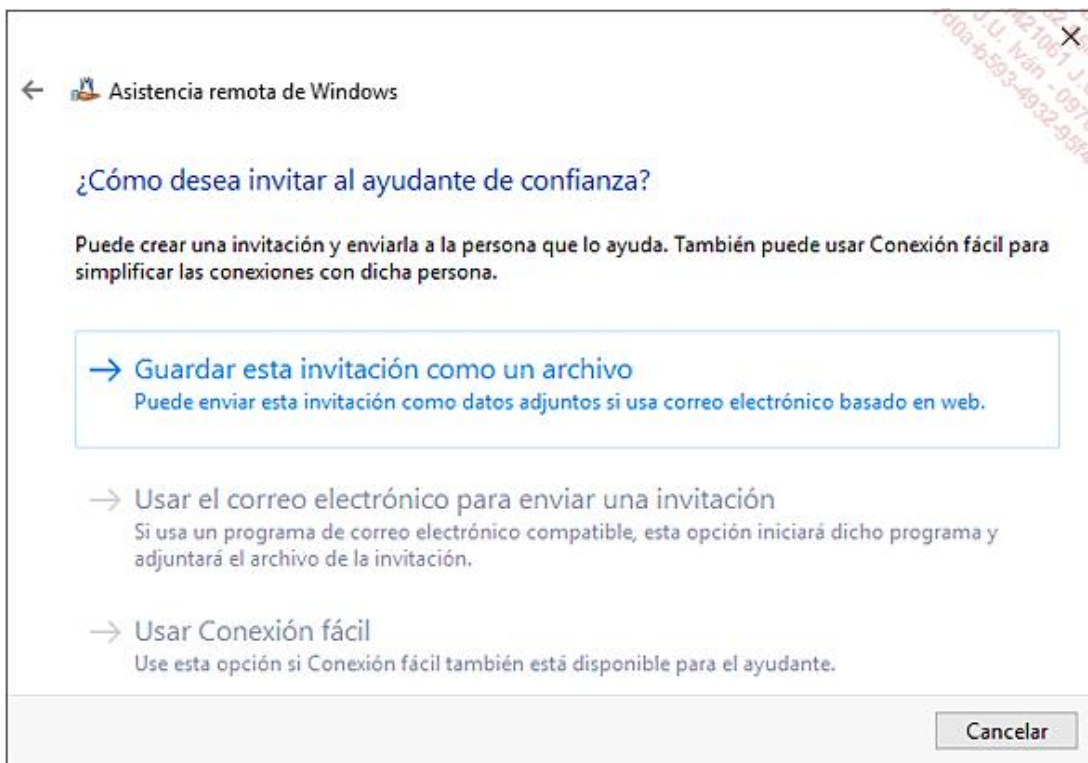 Asistencia remota de Windows
¿Cómo desea invitar al ayudante de confianza?
Puede crear una invitación y enviarla a la persona que lo ayuda. También puede usar Conexión fácil para
simplificar las conexiones con dicha persona.
Guardar esta invitación como un archivo
Puede enviar esta invitación como datos adjuntos si usa correo electrónico basado en web.
Usar el correo electrónico para enviar una invitación
Si usa un programa de correo electrónico compatible, esta opción iniciará dicho programa y
adjuntará el archivo de la invitación.
Usar Conexión fácil
Use esta opción si Conexión fácil también está disponible para el ayudante.
Cancelar